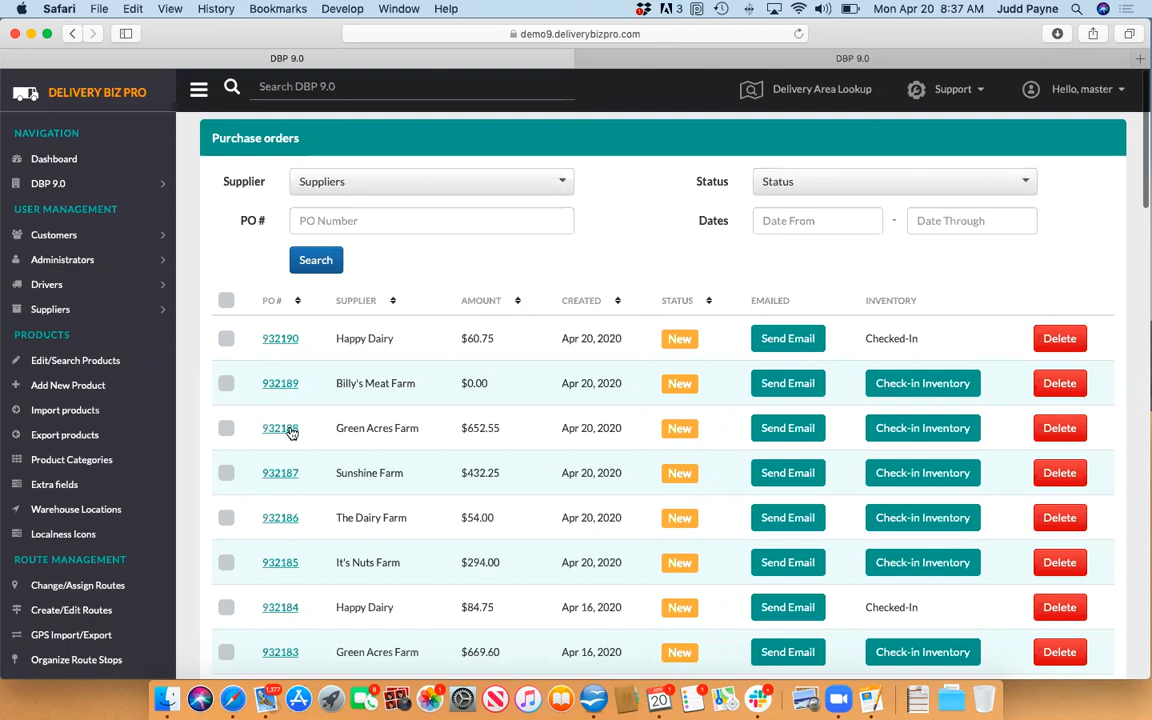 Safari File Edit View History Bookmarks Develop Window Help 3 Mon Apr 20 8:37 AM Judd Payne
demo9.deliverybizpro.com
DBP 9.0 DBP 9.0
DELIVERY BIZ PRO Search DBP 9.0 Delivery Area Lookup Support Hello, master
NAVIGATION
Dashboard
DBP 9.0
USER MANAGEMENT
Customers
Administrators
Drivers
Suppliers
PRODUCTS
Edit/Search Products
Add New Product
Import products
Export products
Product Categories
Extra fields
Warehouse Locations
Localness Icons
ROUTE MANAGEMENT
Change/Assign Routes
Create/Edit Routes
GPS Import/Export
Organize Route Stops
Purchase orders
Supplier Suppliers Status Status
PO # PO Number Dates Date From - Date Through
Search
PO # SUPPLIER AMOUNT CREATED STATUS EMAILED INVENTORY
932190 Happy Dairy $60.75 Apr 20, 2020 New Send Email Checked-In Delete
932189 Billy's Meat Farm $0.00 Apr 20, 2020 New Send Email Check-in Inventory Delete
932188 Green Acres Farm $652.55 Apr 20, 2020 New Send Email Check-in Inventory Delete
932187 Sunshine Farm $432.25 Apr 20, 2020 New Send Email Check-in Inventory Delete
932186 The Dairy Farm $54.00 Apr 20, 2020 New Send Email Check-in Inventory Delete
932185 It's Nuts Farm $294.00 Apr 20, 2020 New Send Email Check-in Inventory Delete
932184 Happy Dairy $84.75 Apr 16, 2020 New Send Email Checked-In Delete
932183 Green Acres Farm $669.60 Apr 16, 2020 New Send Email Check-in Inventory Delete
1,377 8 20 1